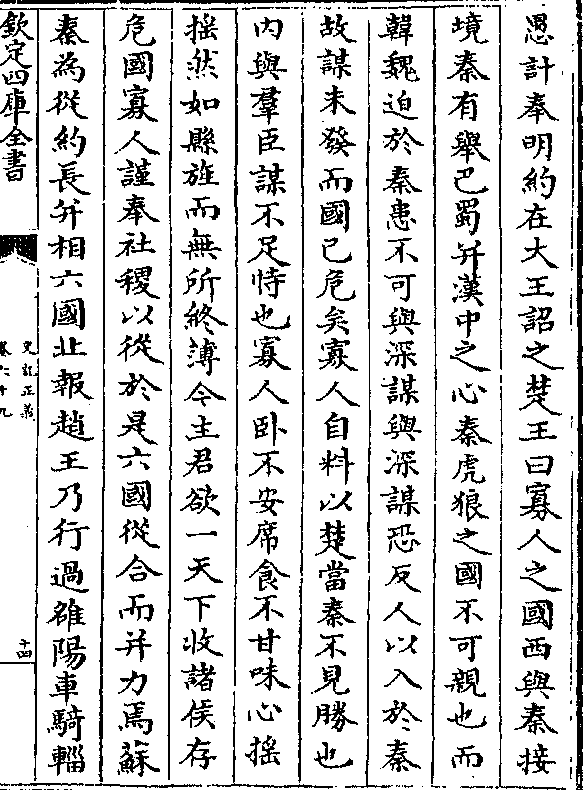 愚計奉明約在大王詔之楚王曰寡人之國西與秦接
境秦有舉巴蜀并漢中之心秦虎狼之國不可親也而
韓魏迫於秦患不可與深謀與深謀恐反人以入於秦
故謀未發而國已危矣寡人自料以楚當秦不見勝也
内與羣臣謀不足恃也寡人卧不安席食不甘味心揺
揺然如縣旌而無所終薄今主君欲一天下收諸侯存
危國寡人謹奉社稷以從於是六國從合而并力焉蘇
秦為從約長并相六國北報趙王乃行過雒陽車騎輜
欽定四庫全書
史記正義
卷六十九
十四